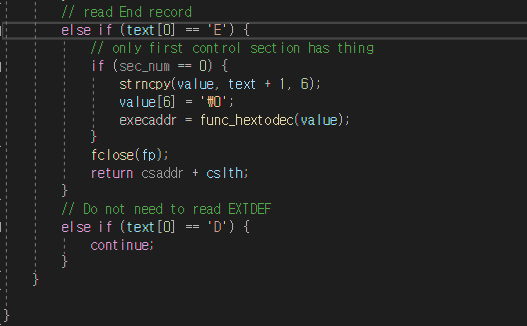 // read End record
else if (text[0] == 'E') {
// only first control section has thing
if (sec_num == 0) {
strncpy(value, text + 1, 6);
value[6] = '₩0';
execaddr = func_hextodec(value);
}
fclose(fp);
return csaddr + cslth;
}
// Do not need to read EXTDEF
else if (text[0] == 'D') {
continue;
}
}
}